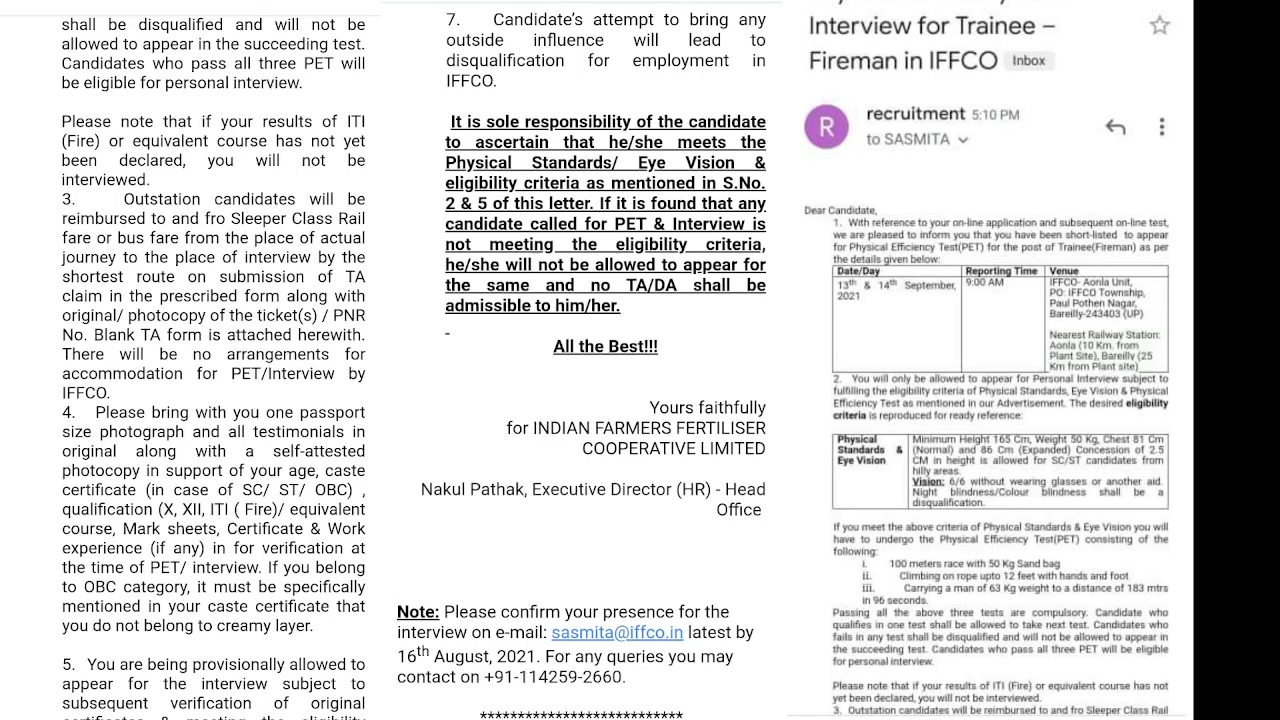 shall be disqualified and will not be
allowed to appear in the succeeding test.
Candidates who pass all three PET will
be eligible for personal interview.
Please note that if your results of ITI
(Fire) or equivalent course has not yet
been declared, you will not be
interviewed.
3. Outstation candidates will be
reimbursed to and fro Sleeper Class Rail
fare or bus fare from the place of actual
journey to the place of interview by the
shortest route on submission of TA
claim in the prescribed form along with
original/ photocopy of the ticket(s) / PNR
No. Blank TA form is attached herewith.
There will be no arrangements for
accommodation for PET/Interview by
IFFCO.
4. Please bring with you one passport
size photograph and all testimonials in
original along with a self-attested
photocopy in support of your age, caste
certificate (in case of SC/ ST/ OBC) ,
qualification (X, XII, ITI ( Fire)/ equivalent
course, Mark sheets, Certificate & Work
experience (if any) in for verification at
the time of PET/ interview. If you belong
to OBC category, it must be specifically
mentioned in your caste certificate that
you do not belong to creamy layer.
5. You are being provisionally allowed to
appear for the interview subject to
subsequent verification of original
certificates & meeting the eligibility
7. Candidate's attempt to bring any
outside influence will lead to
disqualification for employment in
IFFCO.
It is sole responsibility of the candidate
to ascertain that he/she meets the
Physical Standards/ Eye Vision &
eligibility criteria as mentioned in S.No.
2 & 5 of this letter. If it is found that any
candidate called for PET & Interview is
not meeting the eligibility criteria,
he/she will not be allowed to appear for
the same and no TA/DA shall be
admissible to him/her.
-
All the Best!!!
Yours faithfully
for INDIAN FARMERS FERTILISER
COOPERATIVE LIMITED
Nakul Pathak, Executive Director (HR) - Head
Office
Note: Please confirm your presence for the
interview on e-mail: sasmita@iffco.in latest by
16th August, 2021. For any queries you may
contact on +91-114259-2660.
**************************
Interview for Trainee –
Fireman in IFFCO Inbox
R
recruitment 5:10 PM
to SASMITA
Dear Candidate,
1. With reference to your on-line application and subsequent on-line test,
we are pleased to inform you that you have been short-listed to appear
for Physical Efficiency Test(PET) for the post of Trainee(Fireman) as per
the details given below:
Date/Day Reporting Time Venue
13th & 14th September, 9:00 AM IFFCO- Aonla Unit,
2021 PO: IFFCO Township,
Paul Pothen Nagar,
Bareilly-243403 (UP)
Nearest Railway Station:
Aonla (10 Km. from
Plant Site), Bareilly (25
Km from Plant site)
2. You will only be allowed to appear for Personal Interview subject to
fulfilling the eligibility criteria of Physical Standards, Eye Vision & Physical
Efficiency Test as mentioned in our Advertisement. The desired eligibility
criteria is reproduced for ready reference:
Physical Minimum Height 165 Cm, Weight 50 Kg, Chest 81 Cm
Standards & (Normal) and 86 Cm (Expanded) Concession of 2.5
Eye Vision CM in height is allowed for SC/ST candidates from
hilly areas.
Vision: 6/6 without wearing glasses or another aid.
Night blindness/Colour blindness shall be a
disqualification.
If you meet the above criteria of Physical Standards & Eye Vision you will
have to undergo the Physical Efficiency Test(PET) consisting of the
following:
i. 100 meters race with 50 Kg Sand bag
ii. Climbing on rope upto 12 feet with hands and foot
iii. Carrying a man of 63 Kg weight to a distance of 183 mtrs
in 96 seconds.
Passing all the above three tests are compulsory. Candidate who
qualifies in one test shall be allowed to take next test. Candidates who
fails in any test shall be disqualified and will not be allowed to appear in
the succeeding test. Candidates who pass all three PET will be eligible
for personal interview.
Please note that if your results of ITI (Fire) or equivalent course has not
yet been declared, you will not be interviewed.
3. Outstation candidates will be reimbursed to and fro Sleeper Class Rail